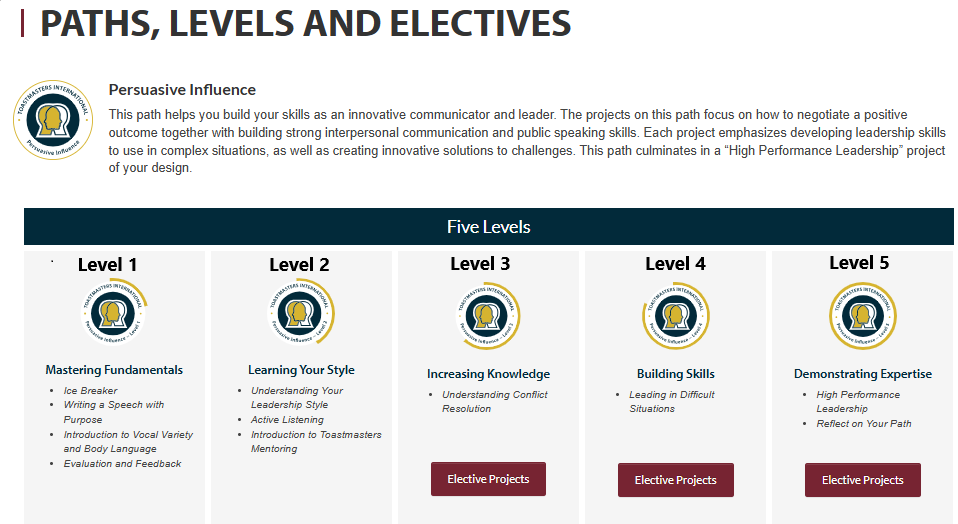 PATHS, LEVELS AND ELECTIVES
TOASTMASTERS INTERNATIONAL
Persuasive Influence
Persuasive Influence
This path helps you build your skills as an innovative communicator and leader. The projects on this path focus on how to negotiate a positive
outcome together with building strong interpersonal communication and public speaking skills. Each project emphasizes developing leadership skills
to use in complex situations, as well as creating innovative solutions to challenges. This path culminates in a “High Performance Leadership” project
of your design.
Five Levels
Level 1
TOASTMASTERS INTERNATIONAL
Persuasive Influence – Level 1
Mastering Fundamentals
• Ice Breaker
• Writing a Speech with
Purpose
• Introduction to Vocal Variety
and Body Language
• Evaluation and Feedback
Level 2
TOASTMASTERS INTERNATIONAL
Persuasive Influence – Level 2
Learning Your Style
• Understanding Your
Leadership Style
• Active Listening
• Introduction to Toastmasters
Mentoring
Level 3
TOASTMASTERS INTERNATIONAL
Persuasive Influence – Level 3
Increasing Knowledge
• Understanding Conflict
Resolution
Elective Projects
Level 4
TOASTMASTERS INTERNATIONAL
Persuasive Influence – Level 4
Building Skills
• Leading in Difficult
Situations
Elective Projects
Level 5
TOASTMASTERS INTERNATIONAL
Persuasive Influence – Level 5
Demonstrating Expertise
• High Performance
Leadership
• Reflect on Your Path
Elective Projects